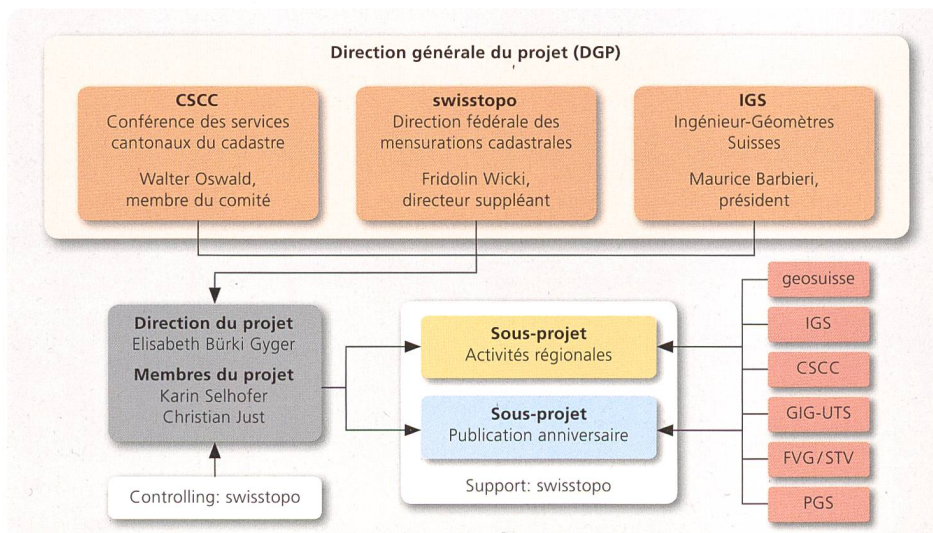 Direction générale du projet (DGP)
CSCC
Conférence des services
cantonaux du cadastre
Walter Oswald,
membre du comité
swisstopo
Direction fédérale des
mensurations cadastrales
Fridolin Wicki,
directeur suppléant
IGS
Ingénieur-Géomètres
Suisses
Maurice Barbieri,
président
Direction du projet
Elisabeth Bürki Gyger
Membres du projet
Karin Selhofer
Christian Just
Controlling: swisstopo
Sous-projet
Activités régionales
Sous-projet
Publication anniversaire
Support: swisstopo
geosuisse
IGS
CSCC
GIG-UTS
FVG/STV
PGS